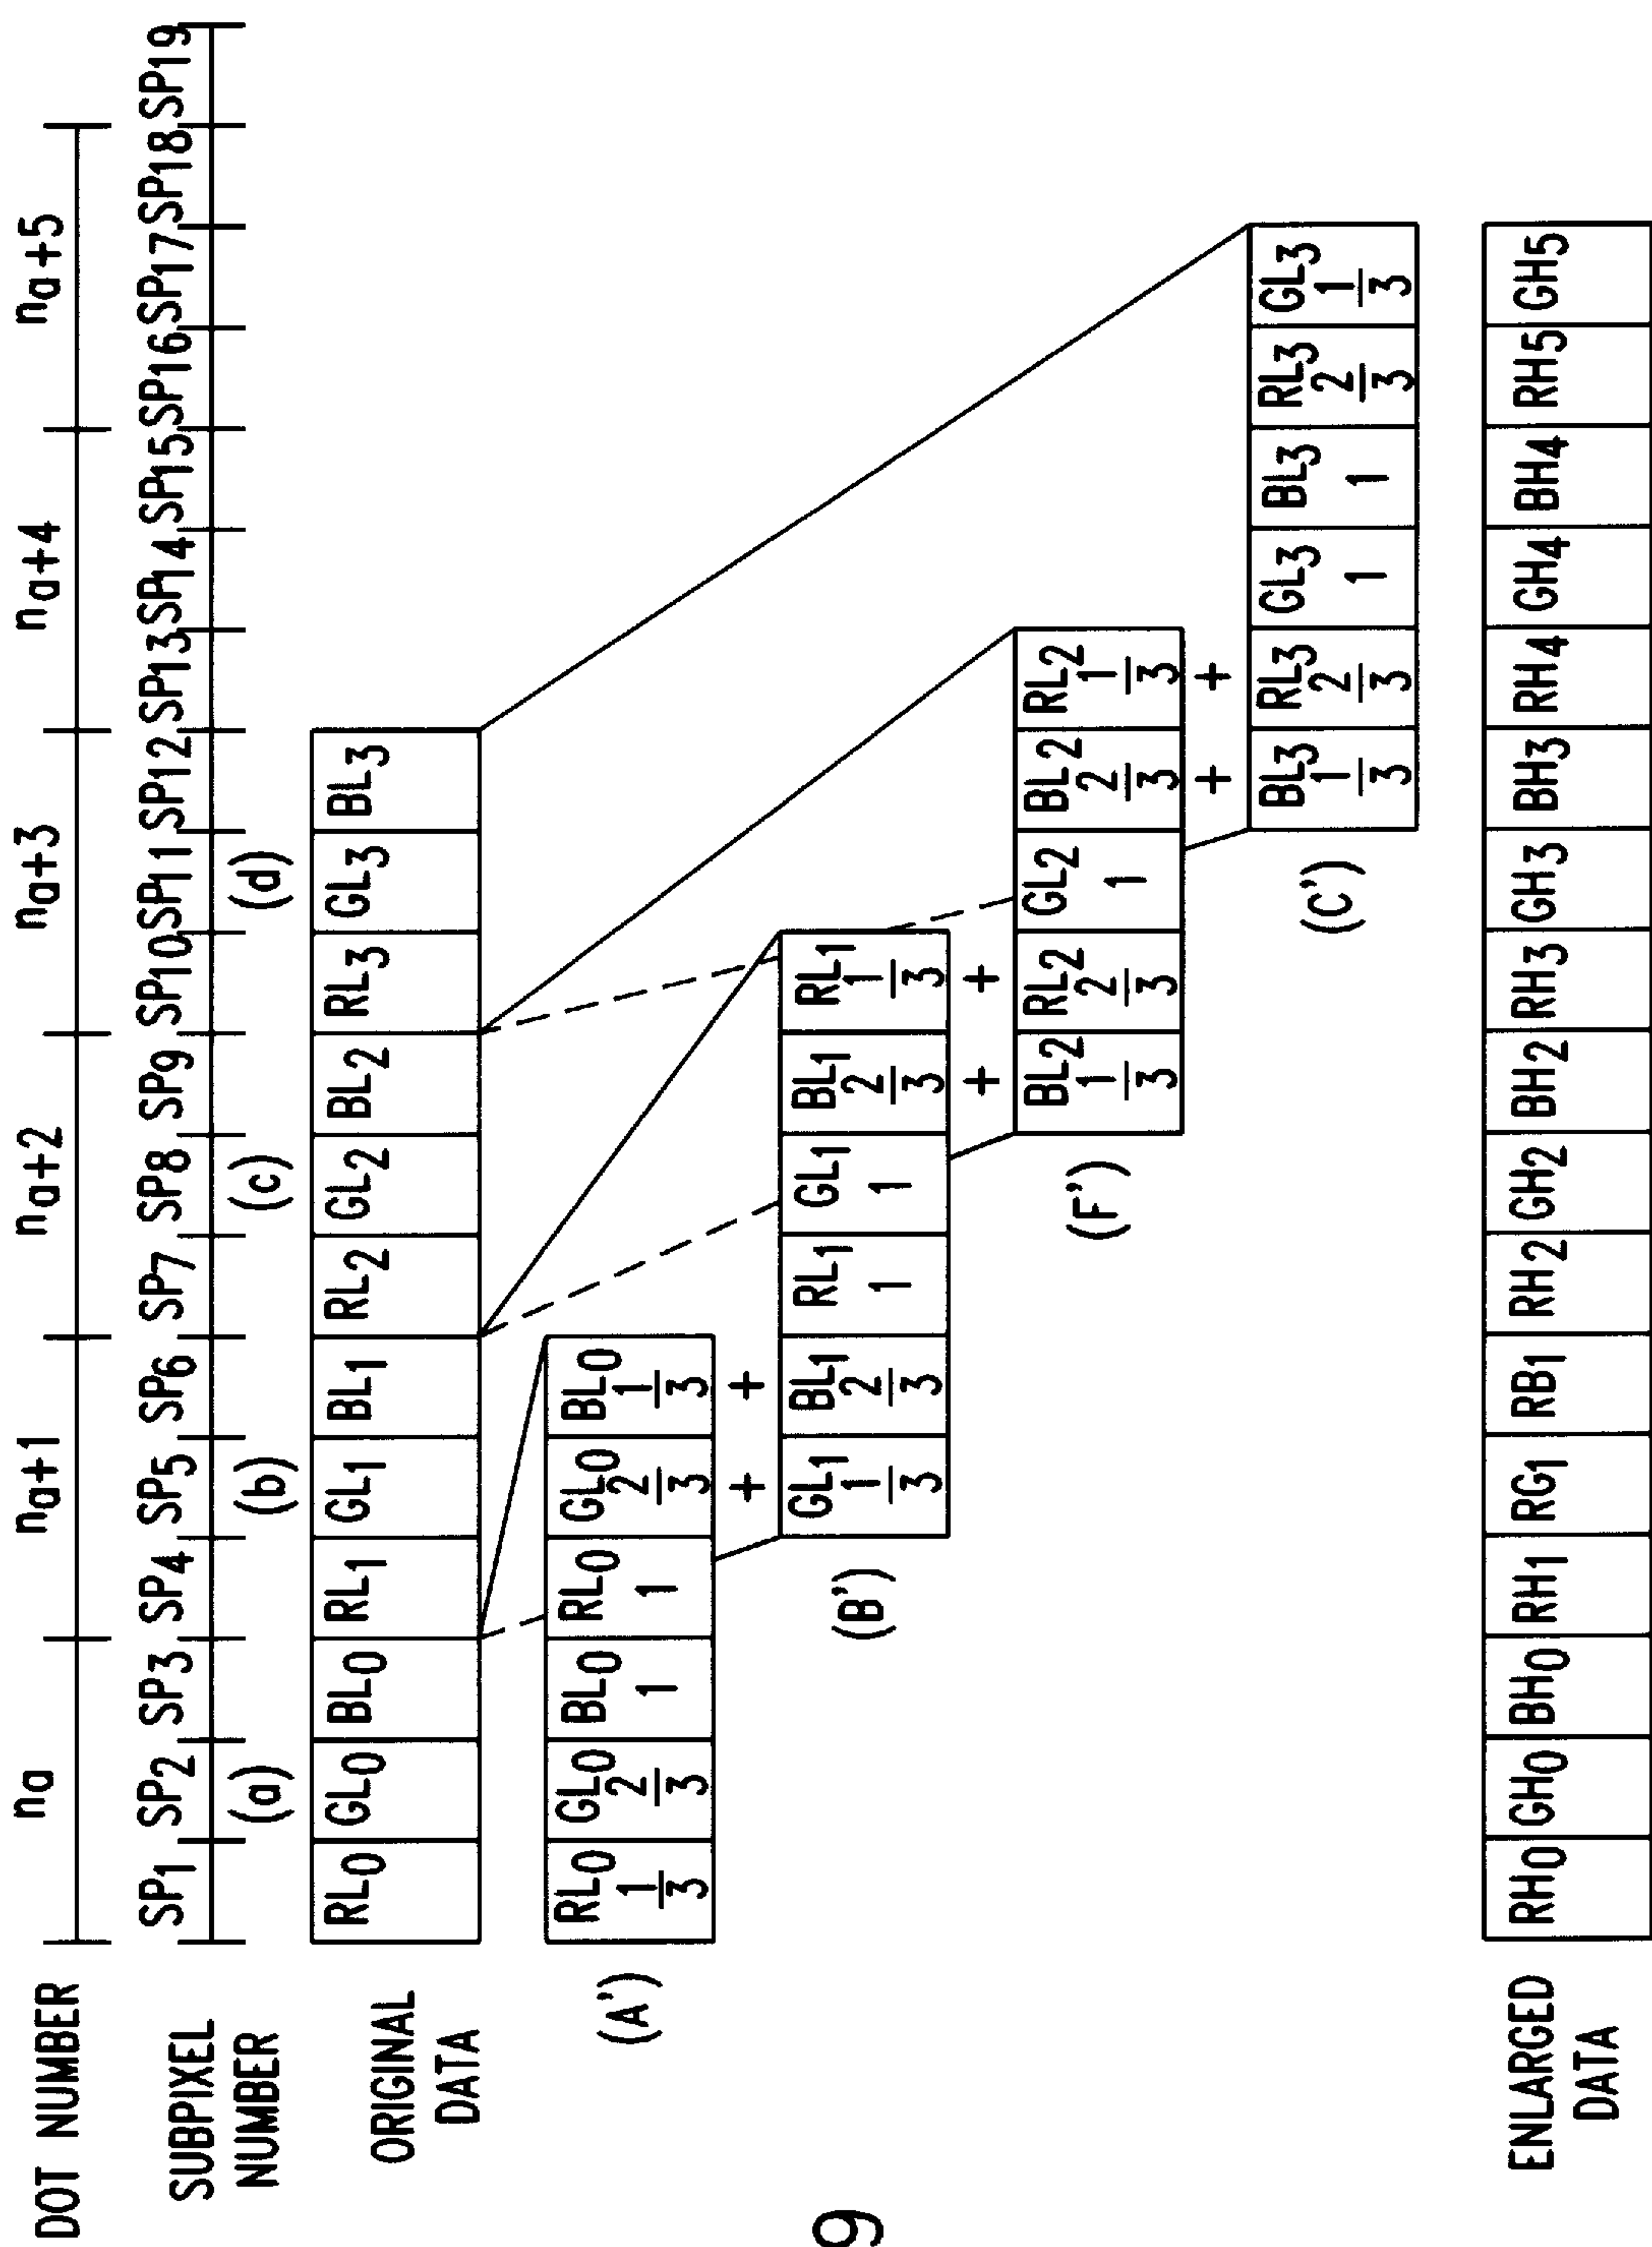 DOT NUMBER na na+1 na+2 na+3 na+4 na+5
SUBPIXEL NUMBER SP1 SP2 SP3 SP4 SP5 SP6 SP7 SP8 SP9 SP10 SP11 SP12 SP13 SP14 SP15 SP16 SP17 SP18 SP19
(a) (b) (c) (d)
ORIGINAL DATA RL0 GL0 BL0 RL1 GL1 BL1 RL2 GL2 BL2 RL3 GL3 BL3
(A') RL0 1/3 GL0 2/3 BL0 1 RL0 1 GL0 2/3 BL0 1/3
+ +
(B') GL1 1/3 BL1 2/3 RL1 1 GL1 1 BL1 2/3 RL1 1/3
+ +
(F') BL2 1/3 RL2 2/3 GL2 1 BL2 2/3 RL2 1/3
+ +
(C') BL3 1/3 RL3 2/3 GL3 1 BL3 1 RL3 2/3 GL3 1/3
ENLARGED DATA RH0 GH0 BH0 RH1 RG1 RB1 RH2 GH2 BH2 RH3 GH3 BH3 RH4 GH4 BH4 RH5 GH5
9